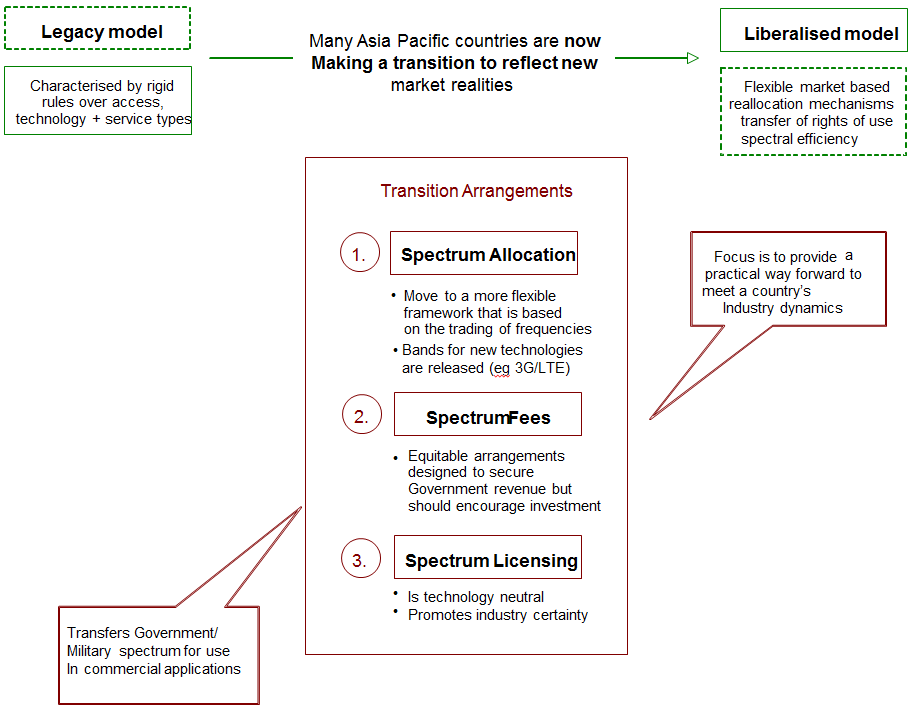 Legacy model
Characterised by rigid
rules over access,
technology + service types
Many Asia Pacific countries are now
Making a transition to reflect new
market realities
Liberalised model
Flexible market based
reallocation mechanisms
transfer of rights of use
spectral efficiency
Transition Arrangements
1.
Spectrum Allocation
• Move to a more flexible
framework that is based
on the trading of frequencies
• Bands for new technologies
are released (eg 3G/LTE)
2.
Spectrum Fees
• Equitable arrangements
designed to secure
Government revenue but
should encourage investment
3.
Spectrum Licensing
• Is technology neutral
• Promotes industry certainty
Focus is to provide a
practical way forward to
meet a country’s
Industry dynamics
Transfers Government/
Military spectrum for use
In commercial applications